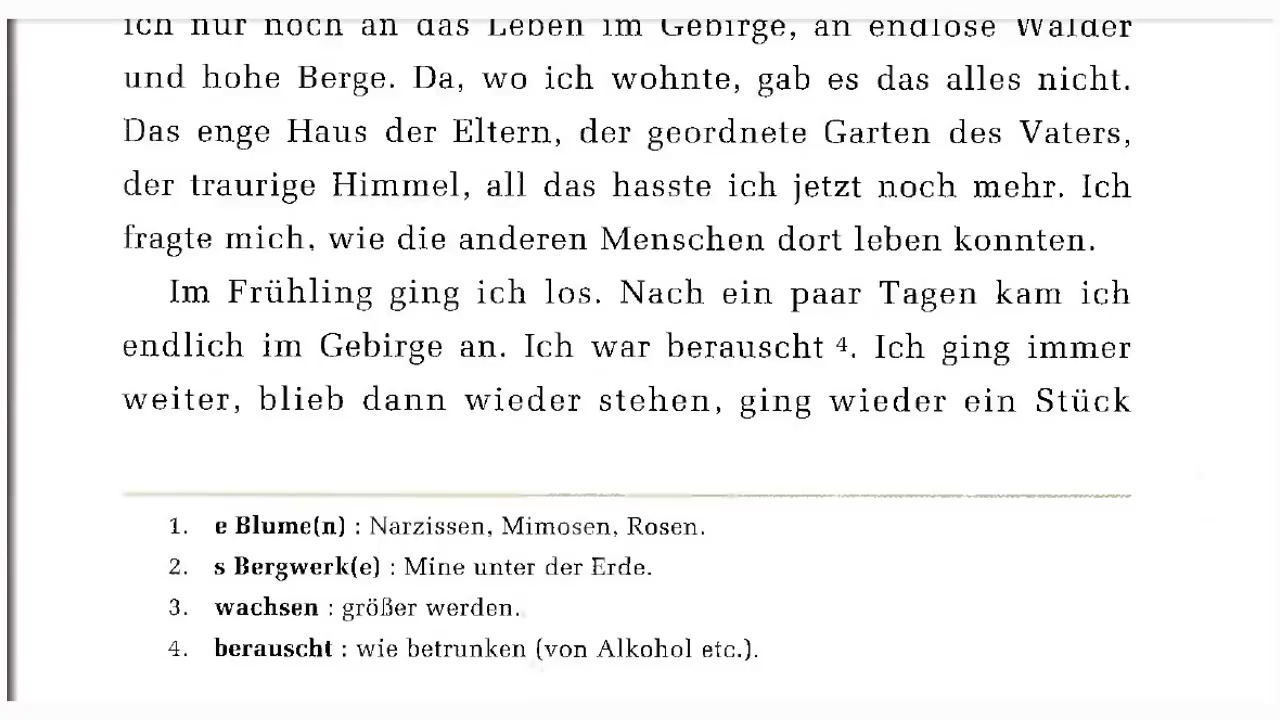 ich nur noch an das Leben im Gebirge, an endlose Wälder
und hohe Berge. Da, wo ich wohnte, gab es das alles nicht.
Das enge Haus der Eltern, der geordnete Garten des Vaters,
der traurige Himmel, all das hasste ich jetzt noch mehr. Ich
fragte mich, wie die anderen Menschen dort leben konnten.
Im Frühling ging ich los. Nach ein paar Tagen kam ich
endlich im Gebirge an. Ich war berauscht 4. Ich ging immer
weiter, blieb dann wieder stehen, ging wieder ein Stück
1. e Blume(n) : Narzissen, Mimosen, Rosen.
2. s Bergwerk(e) : Mine unter der Erde.
3. wachsen : größer werden.
4. berauscht : wie betrunken (von Alkohol etc.).